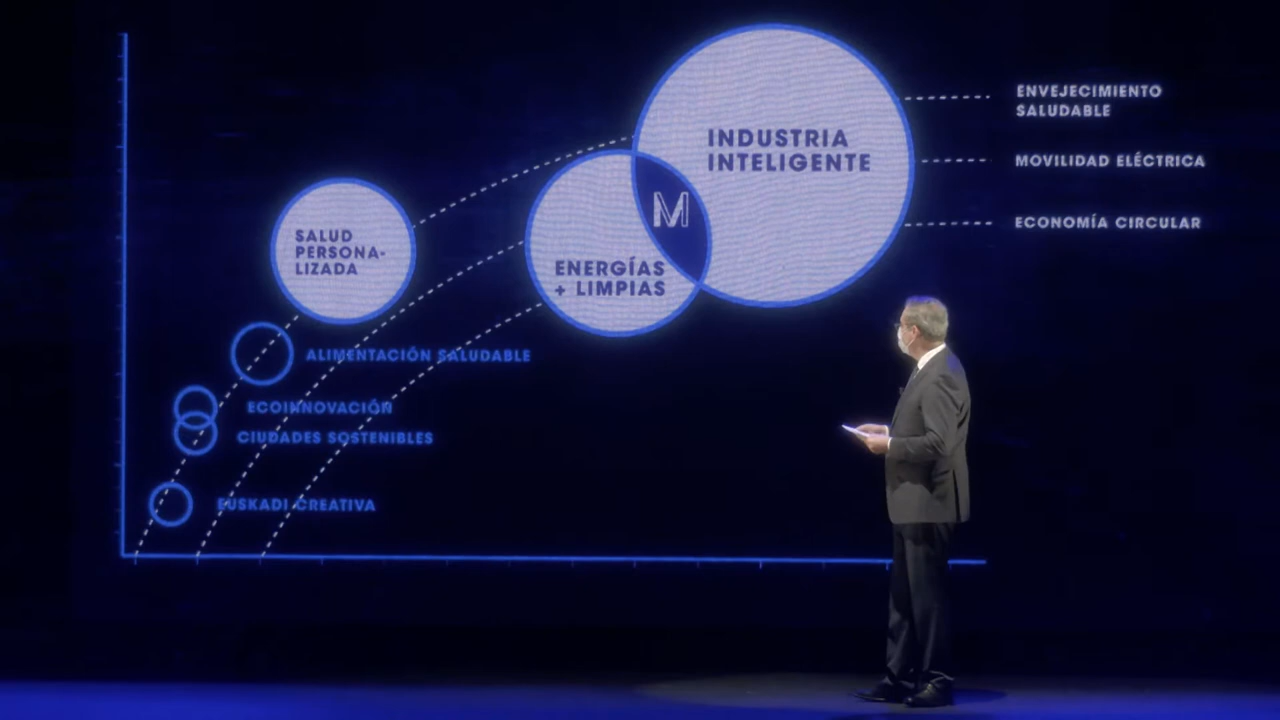 ENVEJECIMIENTO
SALUDABLE
INDUSTRIA
INTELIGENTE
MOVILIDAD ELÉCTRICA
M
ECONOMÍA CIRCULAR
SALUD
PERSONA-
LIZADA
ENERGÍAS
+ LIMPIAS
ALIMENTACIÓN SALUDABLE
ECOINNOVACIÓN
CIUDADES SOSTENIBLES
EUSKADI CREATIVA